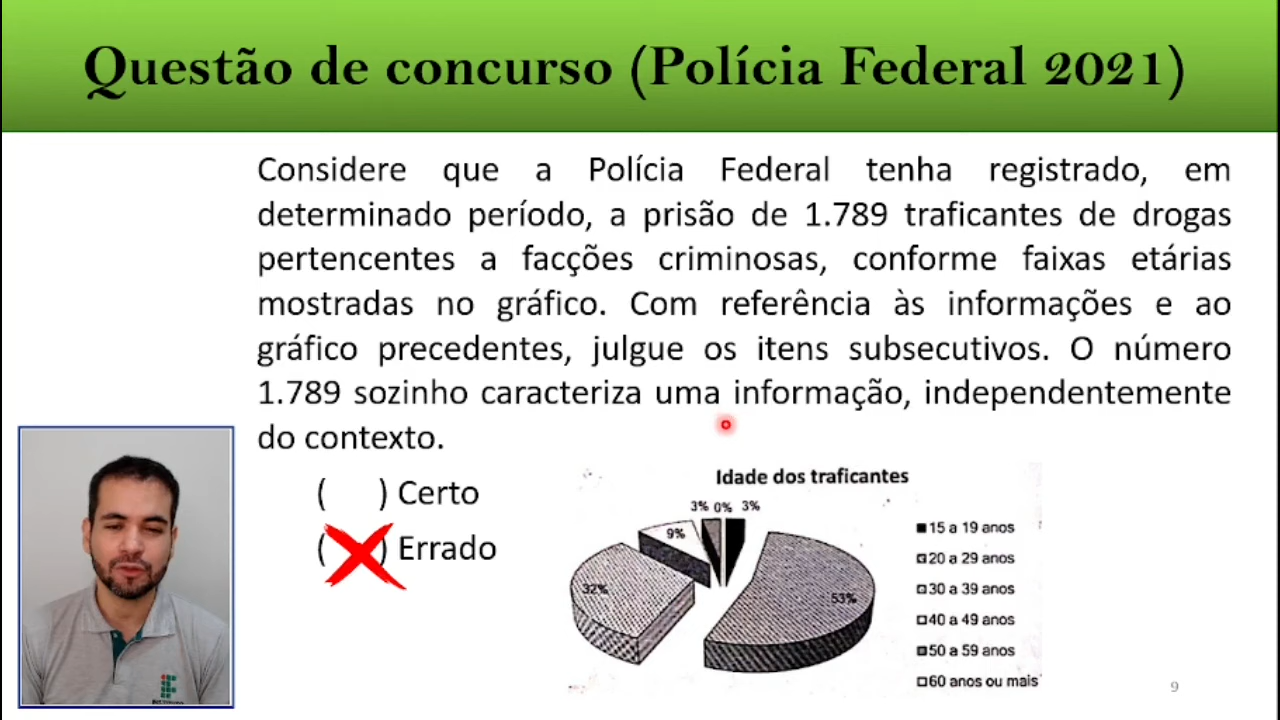 Questão de concurso (Polícia Federal 2021)
Considere que a Polícia Federal tenha registrado, em
determinado período, a prisão de 1.789 traficantes de drogas
pertencentes a facções criminosas, conforme faixas etárias
mostradas no gráfico. Com referência às informações e ao
gráfico precedentes, julgue os itens subsecutivos. O número
1.789 sozinho caracteriza uma informação, independentemente
do contexto.
( ) Certo
( ) Errado
Idade dos traficantes
3% 0% 3%
9%
32%
53%
15 a 19 anos
20 a 29 anos
30 a 39 anos
40 a 49 anos
50 a 59 anos
60 anos ou mais
9